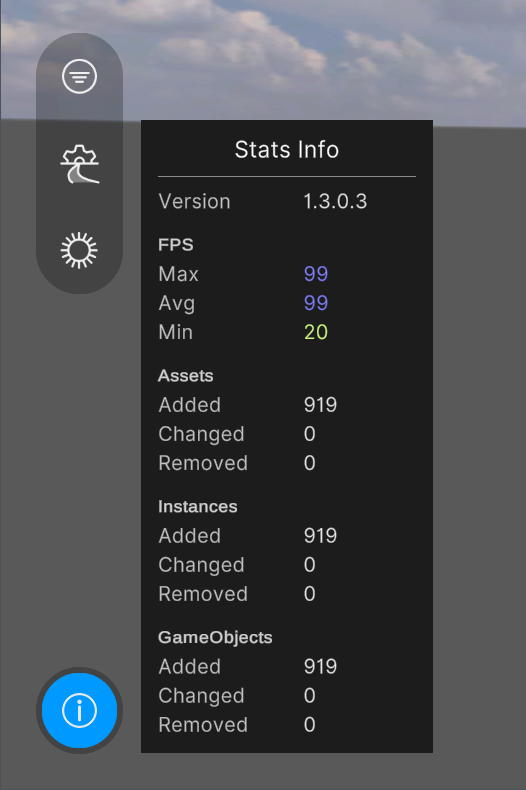 Stats Info
Version 1.3.0.3
FPS
Max 99
Avg 99
Min 20
Assets
Added 919
Changed 0
Removed 0
Instances
Added 919
Changed 0
Removed 0
GameObjects
Added 919
Changed 0
Removed 0